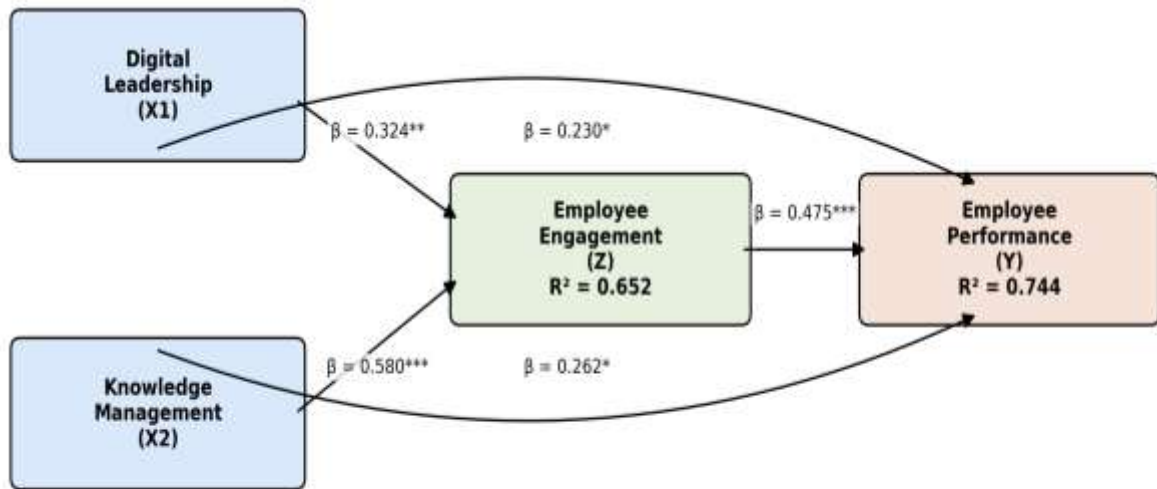 Digital
Leadership
(X1)
β = 0.324**
β = 0.230*
Employee
Engagement
(Z)
R² = 0.652
β = 0.475***
Employee
Performance
(Y)
R² = 0.744
Knowledge
Management
(X2)
β = 0.580***
β = 0.262*